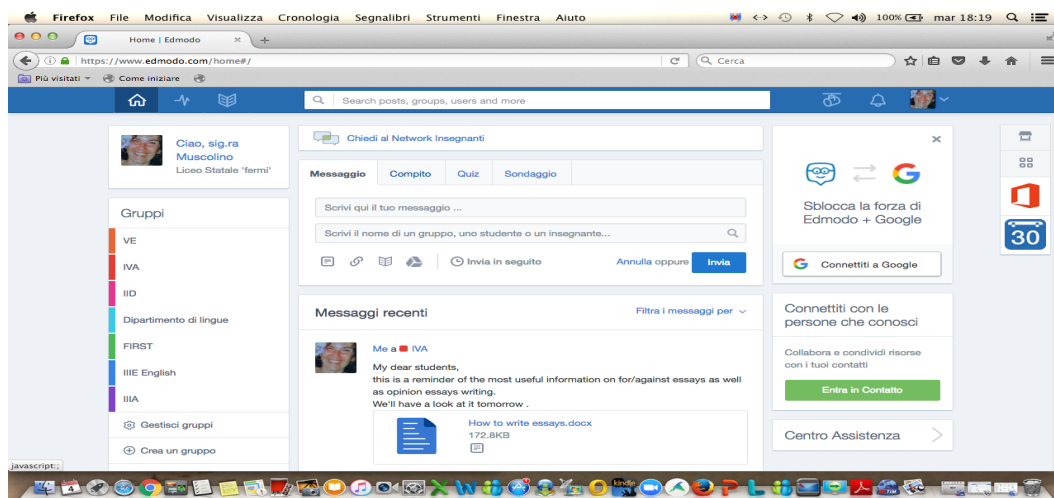 Firefox File Modifica Visualizza Cronologia Segnalibri Strumenti Finestra Aiuto 100% mar 18:19
Home | Edmodo
https://www.edmodo.com/home#/
Cerca
Più visitati Come iniziare
Search posts, groups, users and more
Ciao, sig.ra
Muscolino
Liceo Statale 'fermi'
Gruppi
VE
IVA
IID
Dipartimento di lingue
FIRST
IIIE English
IIIA
Gestisci gruppi
Crea un gruppo
Chiedi al Network Insegnanti
Messaggio Compito Quiz Sondaggio
Scrivi qui il tuo messaggio ...
Scrivi il nome di un gruppo, uno studente o un insegnante...
Invia in seguito Annulla oppure Invia
Messaggi recenti Filtra i messaggi per
Me a IVA
My dear students,
this is a reminder of the most useful information on for/against essays as well
as opinion essays writing.
We'll have a look at it tomorrow .
How to write essays.docx
172,8KB
Sblocca la forza di
Edmodo + Google
G Connettiti a Google
Connettiti con le
persone che conosci
Collabora e condividi risorse
con i tuoi contatti
Entra in Contatto
Centro Assistenza
30
javascript:;